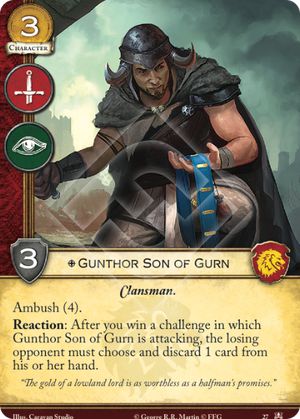 3
Character
3
Gunthor Son of Gurn
Clansman.
Ambush (4).
Reaction: After you win a challenge in which
Gunthor Son of Gurn is attacking, the losing
opponent must choose and discard 1 card from
his or her hand.
"The gold of a lowland lord is as worthless as a halfman's promises."
Illus. Caravan Studio © George R.R. Martin © FFG 27